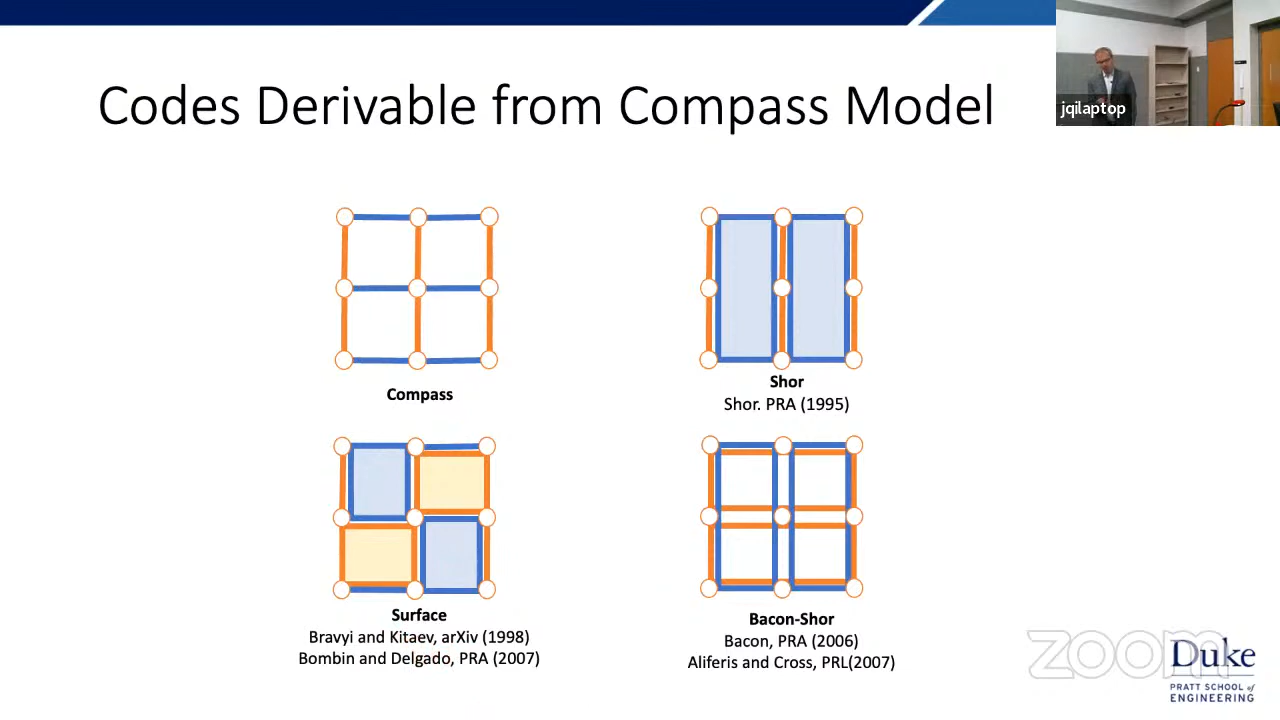 Codes Derivable from Compass Model
jqilaptop
Compass
Shor
Shor. PRA (1995)
Surface
Bravyi and Kitaev, arXiv (1998)
Bombin and Delgado, PRA (2007)
Bacon-Shor
Bacon, PRA (2006)
Aliferis and Cross, PRL(2007)
zoom
Duke
PRATT SCHOOL of
ENGINEERING